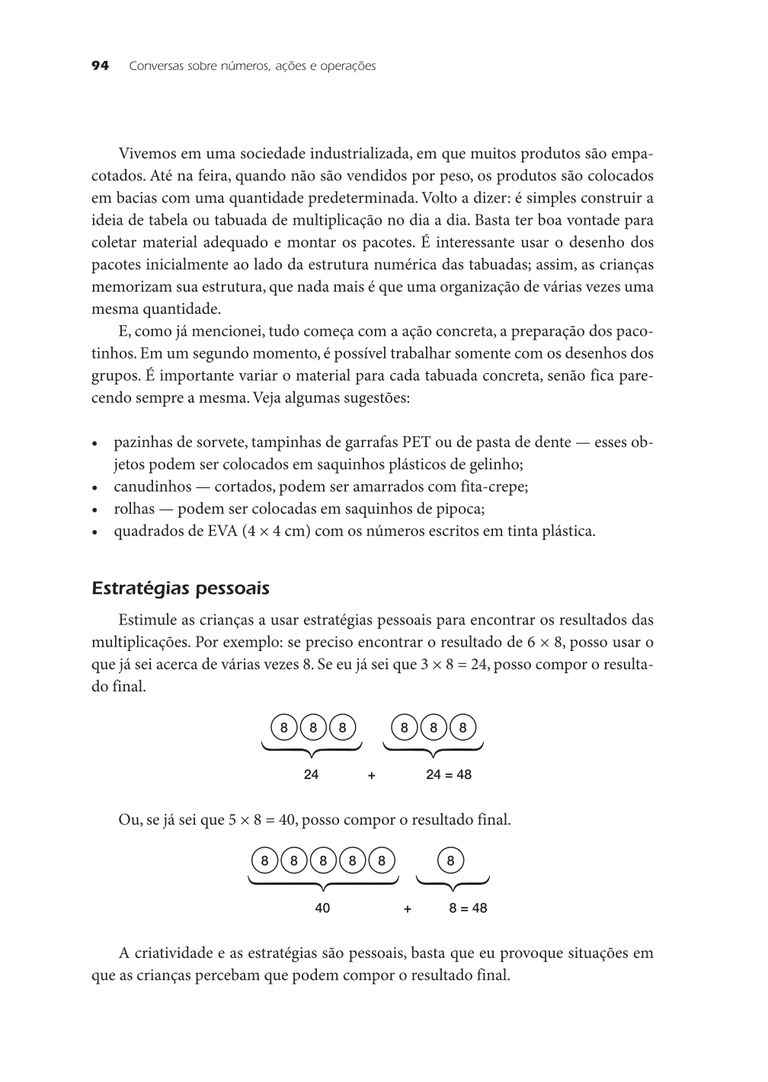 94 Conversas sobre números, ações e operações
Vivemos em uma sociedade industrializada, em que muitos produtos são empa-
cotados. Até na feira, quando não são vendidos por peso, os produtos são colocados
em bacias com uma quantidade predeterminada. Volto a dizer: é simples construir a
ideia de tabela ou tabuada de multiplicação no dia a dia. Basta ter boa vontade para
coletar material adequado e montar os pacotes. É interessante usar o desenho dos
pacotes inicialmente ao lado da estrutura numérica das tabuadas; assim, as crianças
memorizam sua estrutura, que nada mais é que uma organização de várias vezes uma
mesma quantidade.
E, como já mencionei, tudo começa com a ação concreta, a preparação dos paco-
tinhos. Em um segundo momento, é possível trabalhar somente com os desenhos dos
grupos. É importante variar o material para cada tabuada concreta, senão fica pare-
cendo sempre a mesma. Veja algumas sugestões:
• pazinhas de sorvete, tampinhas de garrafas PET ou de pasta de dente — esses ob-
jetos podem ser colocados em saquinhos plásticos de gelinho;
• canudinhos — cortados, podem ser amarrados com fita-crepe;
• rolhas — podem ser colocadas em saquinhos de pipoca;
• quadrados de EVA (4 × 4 cm) com os números escritos em tinta plástica.
Estratégias pessoais
Estimule as crianças a usar estratégias pessoais para encontrar os resultados das
multiplicações. Por exemplo: se preciso encontrar o resultado de 6 × 8, posso usar o
que já sei acerca de várias vezes 8. Se eu já sei que 3 × 8 = 24, posso compor o resulta-
do final.
8 8 8 8 8 8
24 + 24 = 48
Ou, se já sei que 5 × 8 = 40, posso compor o resultado final.
8 8 8 8 8 8
40 + 8 = 48
A criatividade e as estratégias são pessoais, basta que eu provoque situações em
que as crianças percebam que podem compor o resultado final.